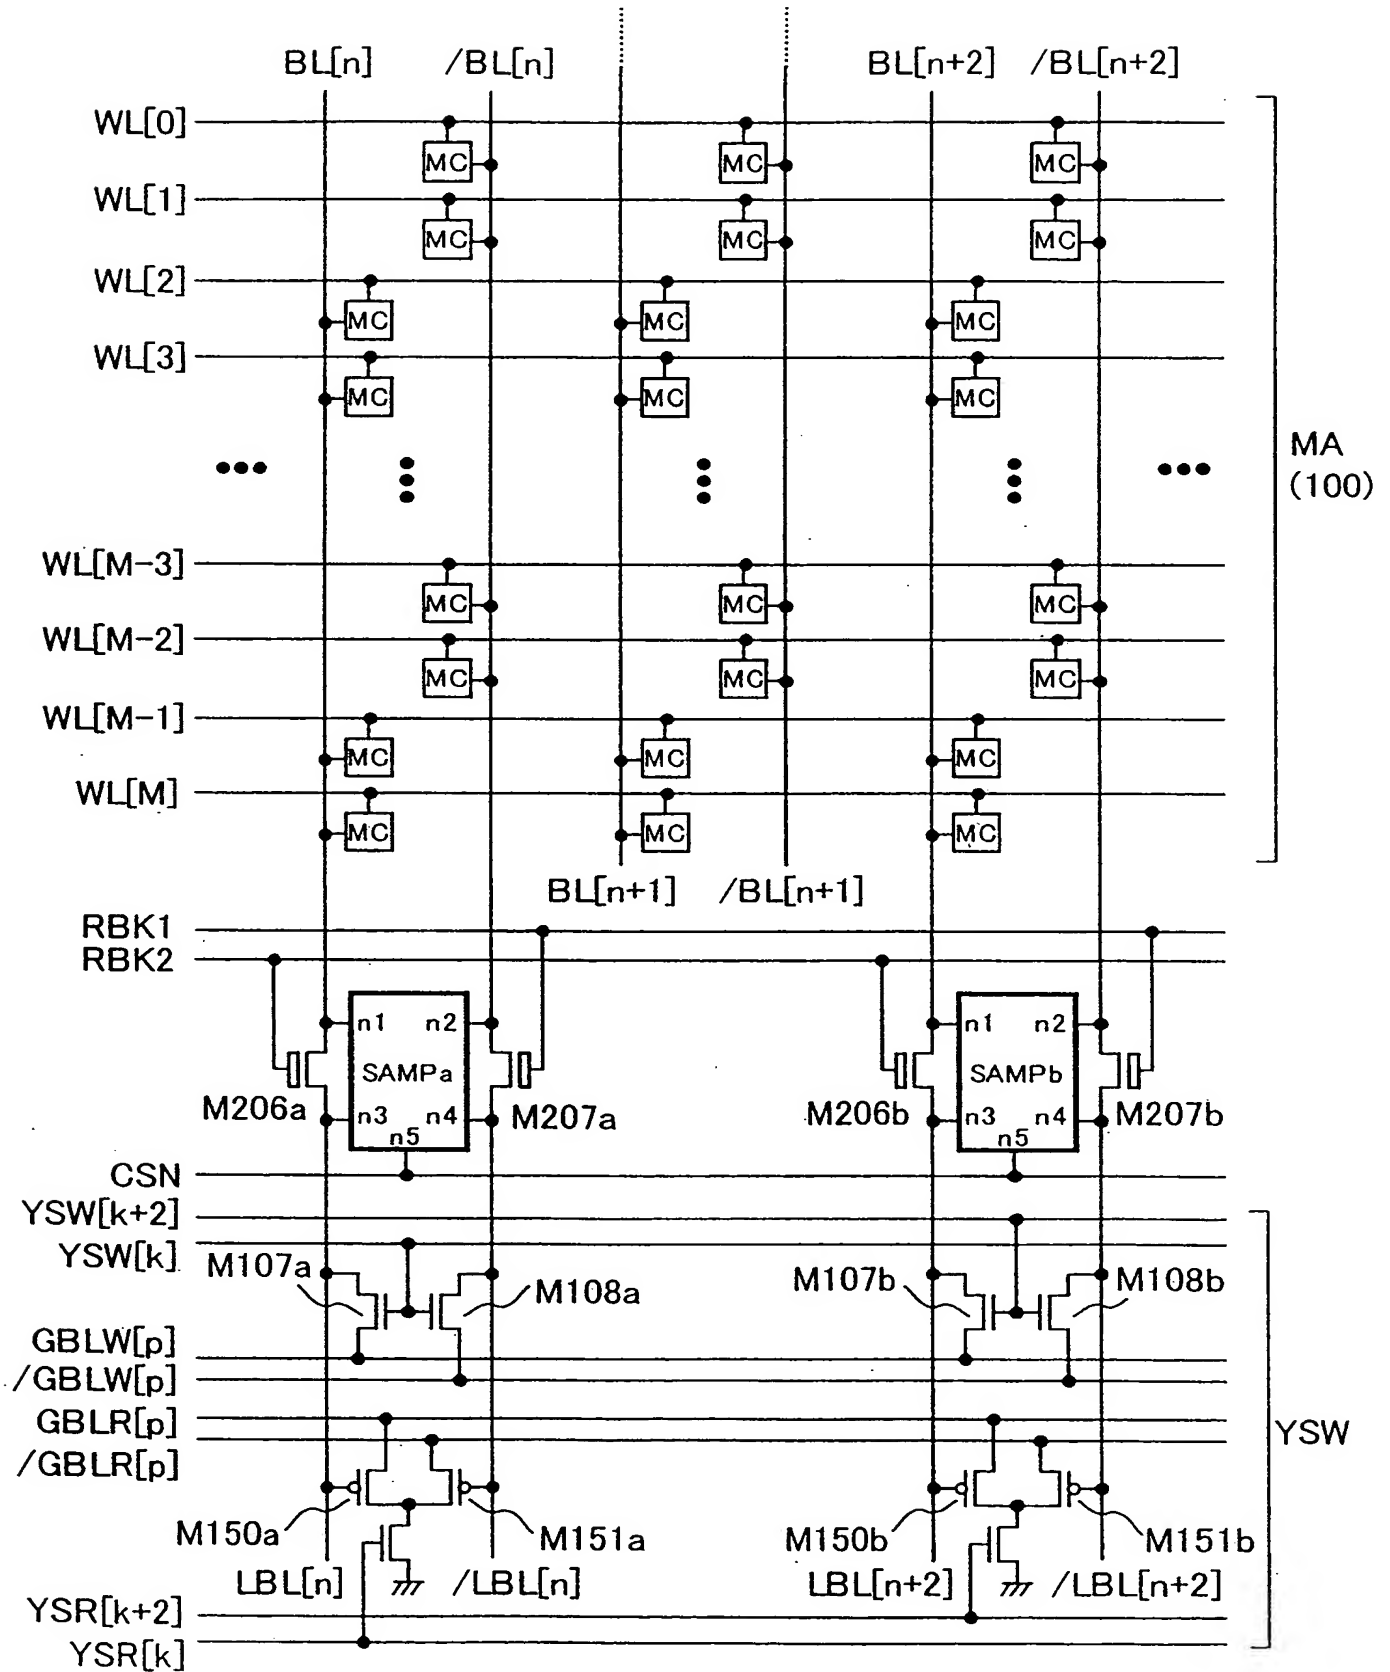 BL[n] /BL[n] BL[n+2] /BL[n+2]
WL[0]
MC MC MC
WL[1]
MC MC MC
WL[2]
MC MC MC
WL[3]
MC MC MC
MA
(100)
WL[M-3]
MC MC MC
WL[M-2]
MC MC MC
WL[M-1]
MC MC MC
WL[M]
MC MC MC
BL[n+1] /BL[n+1]
RBK1
RBK2
n1 n2 n1 n2
SAMPa SAMPb
M206a M207a M206b M207b
n3 n4 n3 n4
n5 n5
CSN
YSW[k+2]
YSW[k]
M107a M108a M107b M108b
GBLW[p]
/GBLW[p]
GBLR[p]
YSW
/GBLR[p]
M150a M151a M150b M151b
LBL[n] /LBL[n] LBL[n+2] /LBL[n+2]
YSR[k+2]
YSR[k]